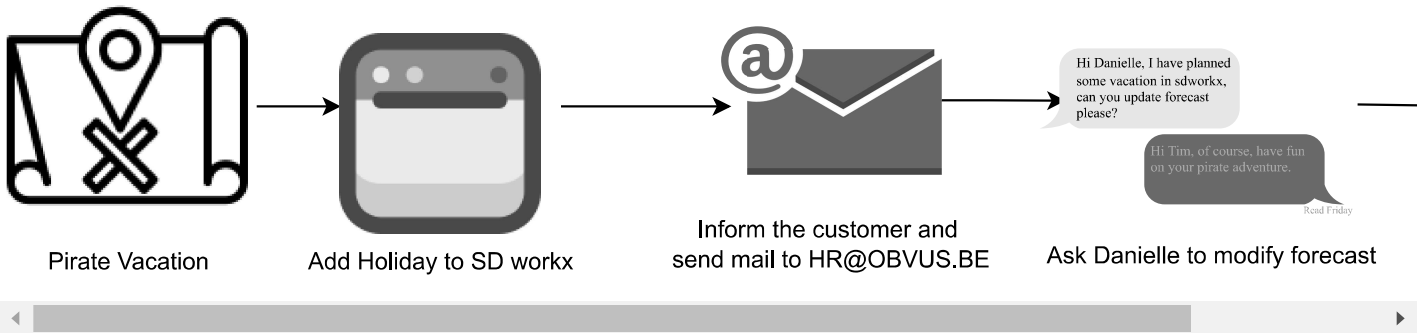 @
Hi Danielle, I have planned
some vacation in sdworkx,
can you update forecast
please?
Hi Tim, of course, have fun
on your pirate adventure.
Read Friday
Pirate Vacation
Add Holiday to SD workx
Inform the customer and
send mail to HR@OBVUS.BE
Ask Danielle to modify forecast